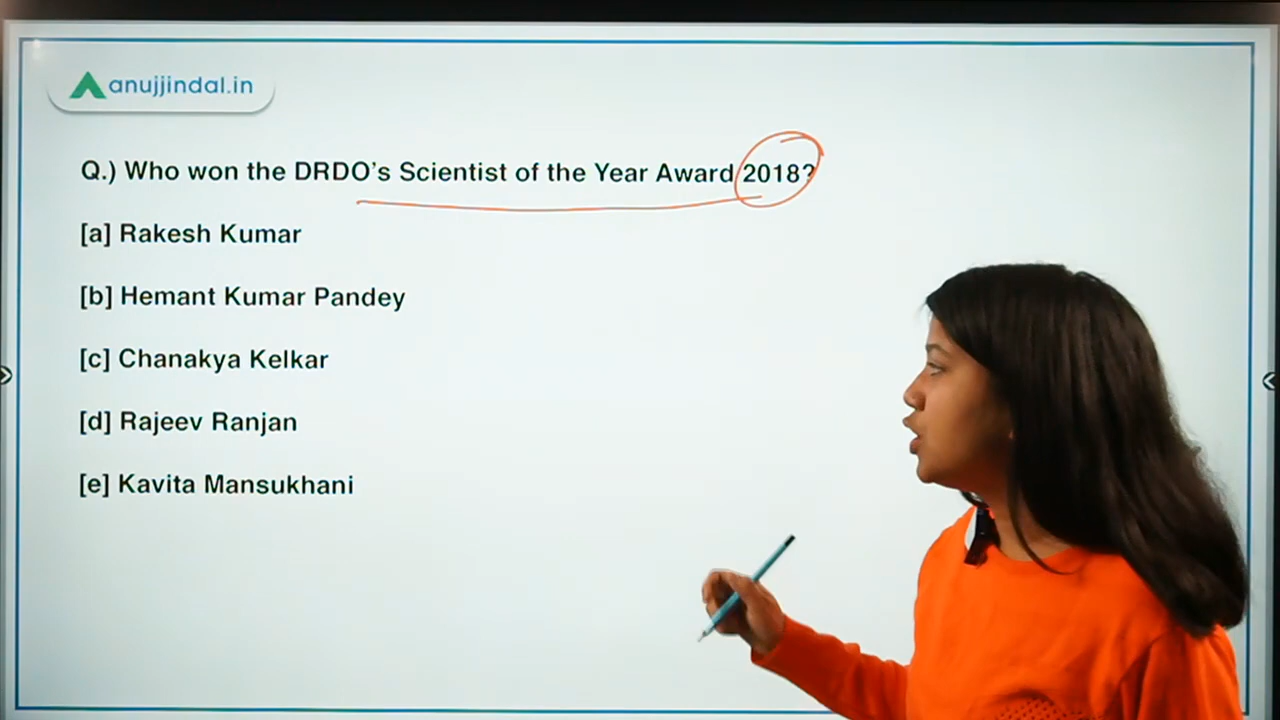 anujjindal.in
Q.) Who won the DRDO's Scientist of the Year Award 2018?
[a] Rakesh Kumar
[b] Hemant Kumar Pandey
[c] Chanakya Kelkar
[d] Rajeev Ranjan
[e] Kavita Mansukhani